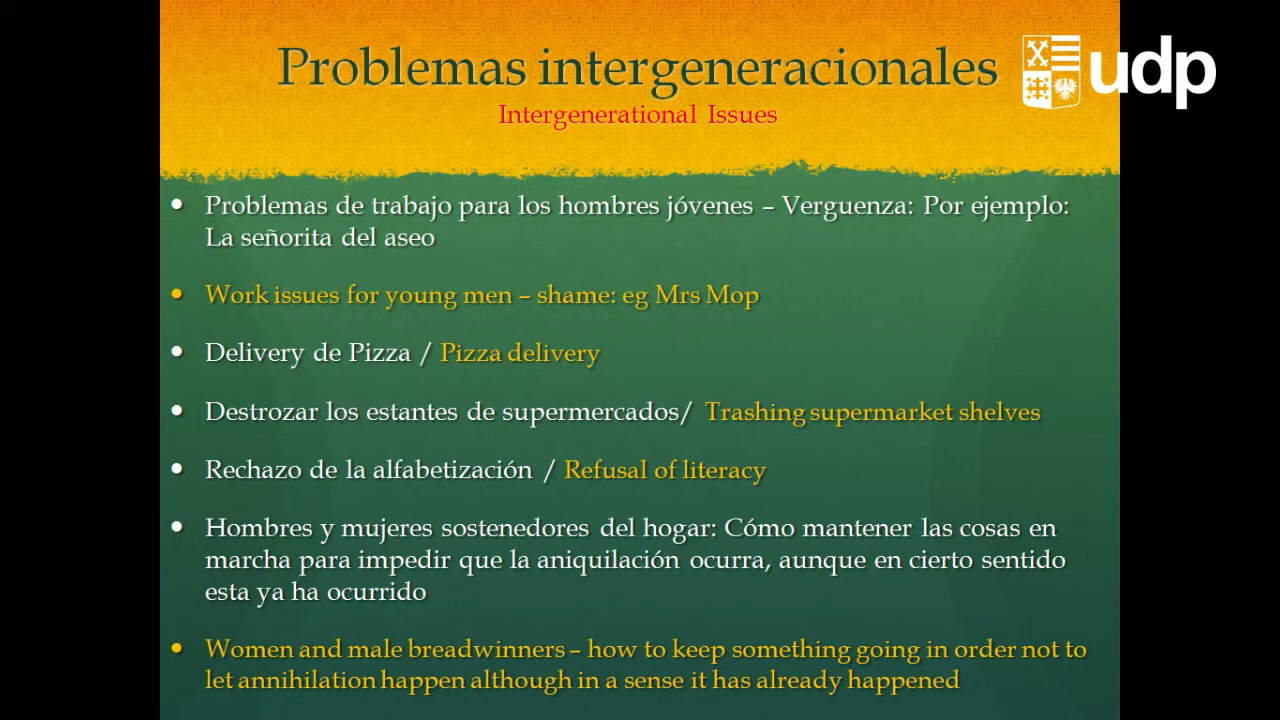 Problemas intergeneracionales
Intergenerational Issues
udp
Problemas de trabajo para los hombres jóvenes – Verguenza: Por ejemplo:
La señorita del aseo
Work issues for young men – shame: eg Mrs Mop
Delivery de Pizza / Pizza delivery
Destrozar los estantes de supermercados/ Trashing supermarket shelves
Rechazo de la alfabetización / Refusal of literacy
Hombres y mujeres sostenedores del hogar: Cómo mantener las cosas en
marcha para impedir que la aniquilación ocurra, aunque en cierto sentido
esta ya ha ocurrido
Women and male breadwinners – how to keep something going in order not to
let annihilation happen although in a sense it has already happened